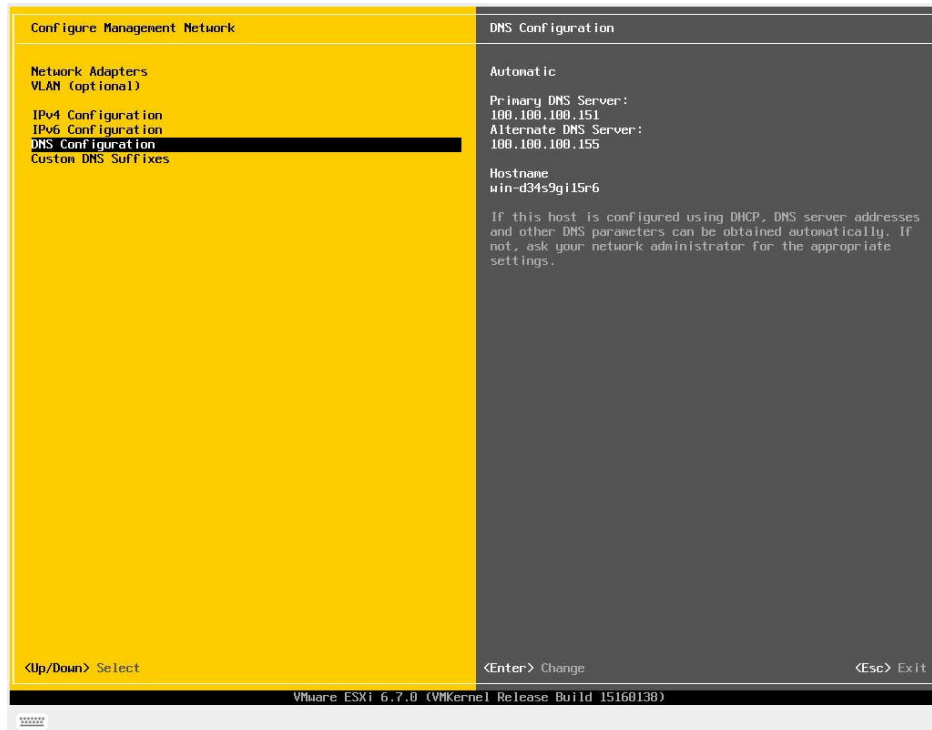 Configure Management Network
Network Adapters
VLAN (optional)
IPv4 Configuration
IPv6 Configuration
DNS Configuration
Custom DNS Suffixes
<Up/Down> Select
DNS Configuration
Automatic
Primary DNS Server:
100.100.100.151
Alternate DNS Server:
100.100.100.155
Hostname
win-d34s9gi15r6
If this host is configured using DHCP, DNS server addresses
and other DNS parameters can be obtained automatically. If
not, ask your network administrator for the appropriate
settings.
<Enter> Change
<Esc> Exit
VMware ESXi 6.7.0 (VMKernel Release Build 15160138)